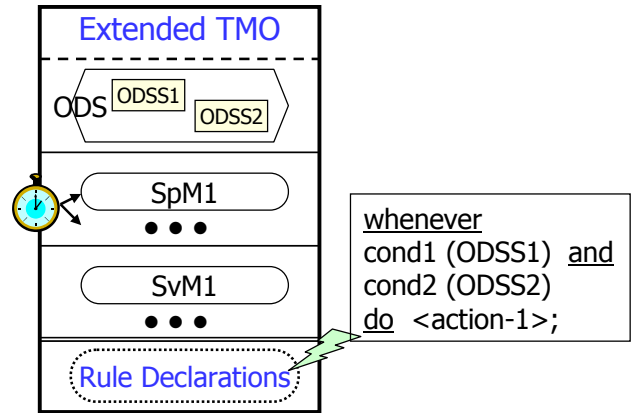 Extended TMO
ODS
ODSS1
ODSS2
SpM1
• • •
SvM1
• • •
Rule Declarations
whenever
cond1 (ODSS1) and
cond2 (ODSS2)
do <action-1>;